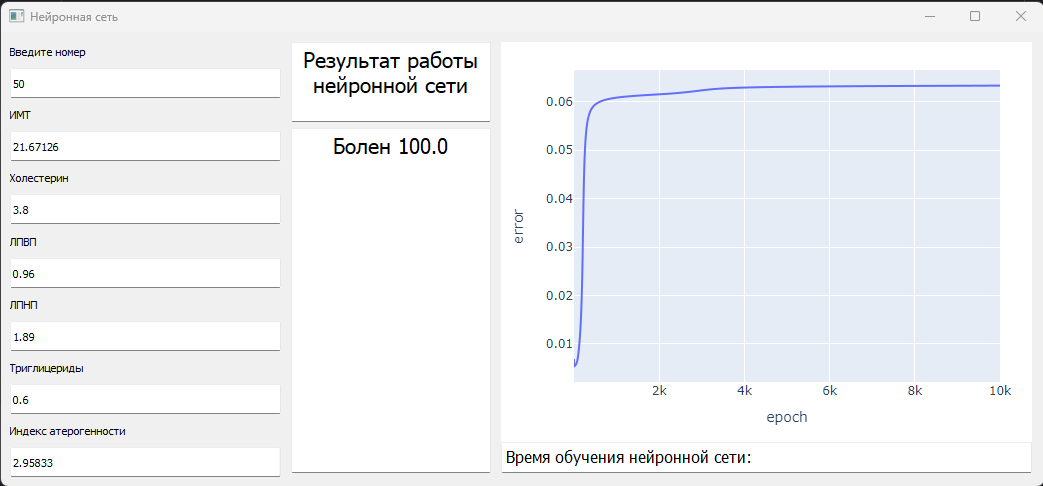 Нейронная сеть
Введите номер
50
ИМТ
21.67126
Холестерин
3.8
ЛПВП
0.96
ЛПНП
1.89
Триглицериды
0.6
Индекс атерогенности
2.95833
Результат работы
нейронной сети
Болен 100.0
0.06
0.05
0.04
0.03
0.02
0.01
error
2k 4k 6k 8k 10k
epoch
Время обучения нейронной сети: